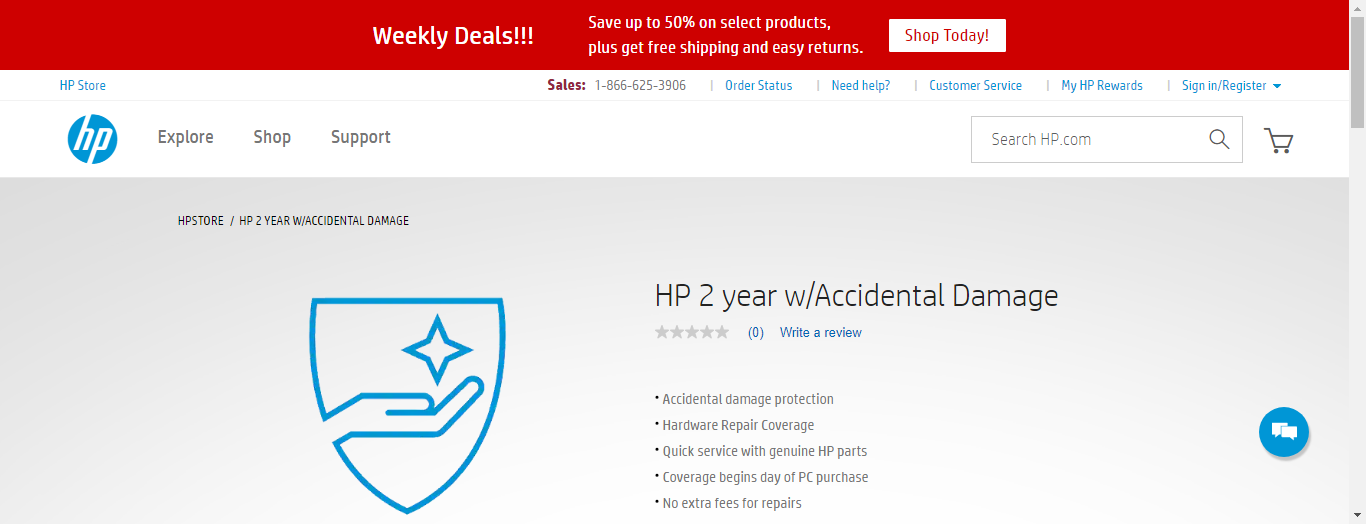 Weekly Deals!!!
Save up to 50% on select products,
plus get free shipping and easy returns.
Shop Today!
HP Store
Sales: 1-866-625-3906 | Order Status | Need help? | Customer Service | My HP Rewards | Sign in/Register
hp
Explore Shop Support
Search HP.com
HPSTORE / HP 2 YEAR W/ACCIDENTAL DAMAGE
HP 2 year w/Accidental Damage
(0) Write a review
• Accidental damage protection
• Hardware Repair Coverage
• Quick service with genuine HP parts
• Coverage begins day of PC purchase
• No extra fees for repairs